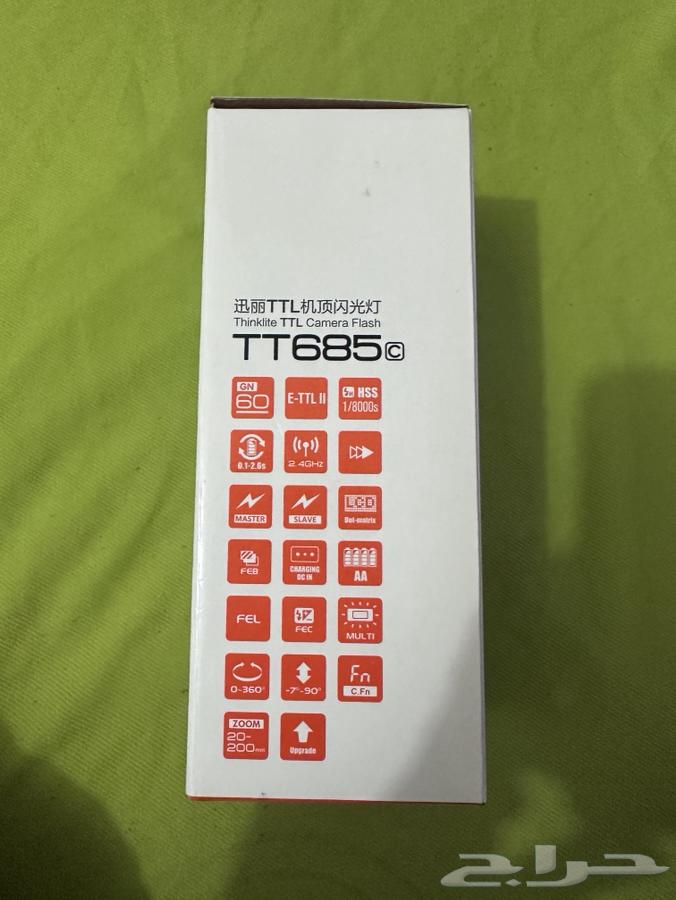 迅丽TTL机顶闪光灯
Thinklite TTL Camera Flash
TT685C
GN
60
E-TTL II
HSS
1/8000s
0.1-2.6s
2.4GHz
MASTER
SLAVE
LCD
Dot-matrix
FEB
CHARGING
DC IN
AA
FEL
FEC
MULTI
0~360°
-7°-90°
Fn
C.Fn
ZOOM
20-
200mm
Upgrade
حراج